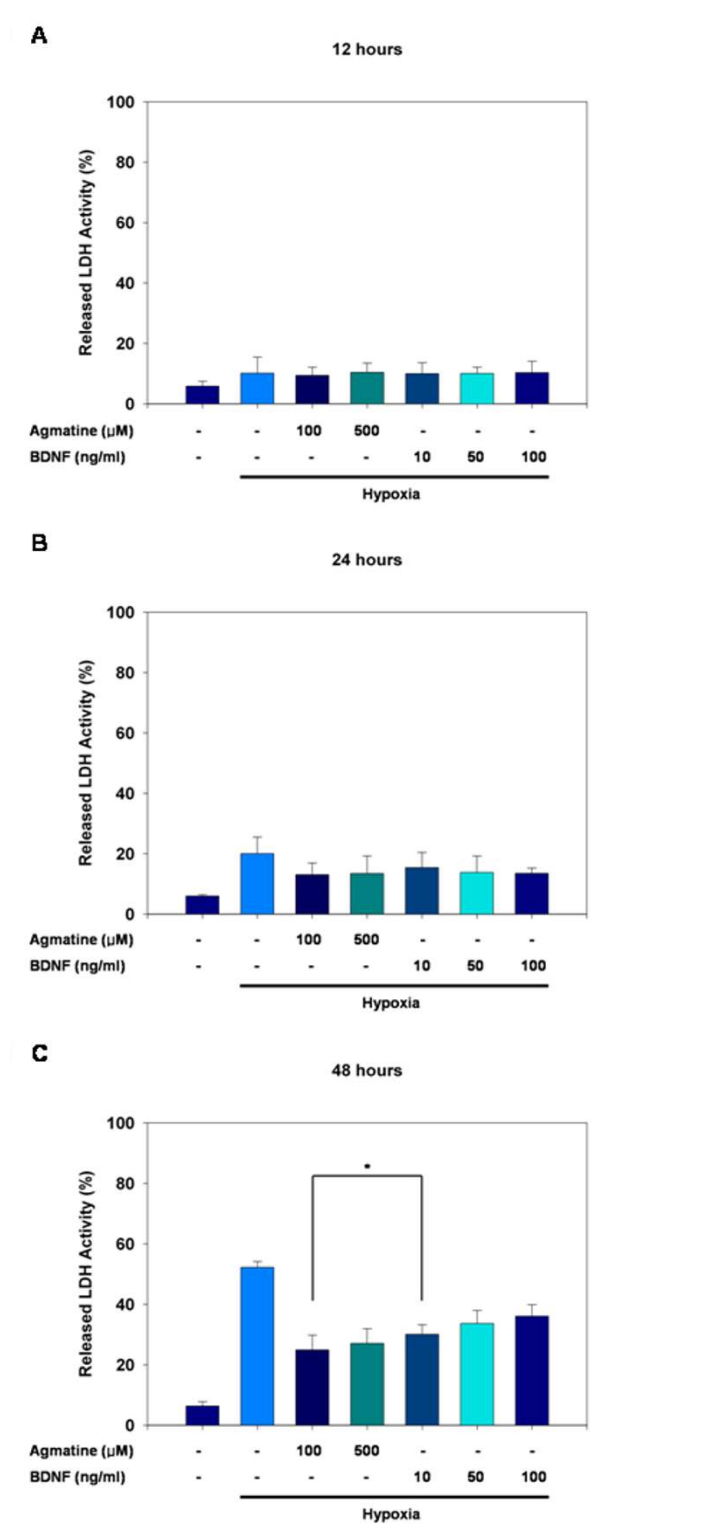 A
12 hours
Released LDH Activity (%)
100
80
60
40
20
0
Agmatine (μM) - - 100 500 - - -
BDNF (ng/ml) - - - - 10 50 100
Hypoxia
B
24 hours
Released LDH Activity (%)
100
80
60
40
20
0
Agmatine (μM) - - 100 500 - - -
BDNF (ng/ml) - - - - 10 50 100
Hypoxia
C
48 hours
Released LDH Activity (%)
100
80
*
60
40
20
0
Agmatine (μM) - - 100 500 - - -
BDNF (ng/ml) - - - - 10 50 100
Hypoxia